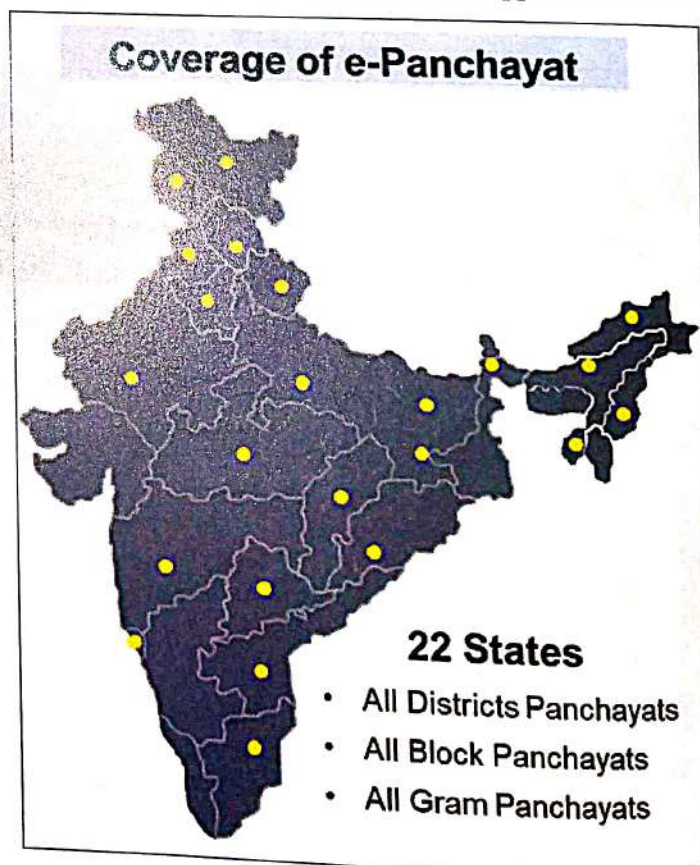 Coverage of e-Panchayat
22 States
• All Districts Panchayats
• All Block Panchayats
• All Gram Panchayats